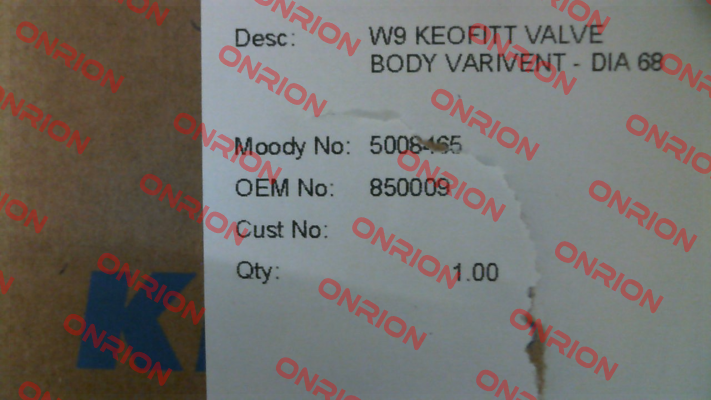 Desc: W9 KEOFITT VALVE
BODY VARIVENT - DIA 68
Moody No: 5008465
OEM No: 850009
Cust No:
Qty: 1.00
K
ONRION